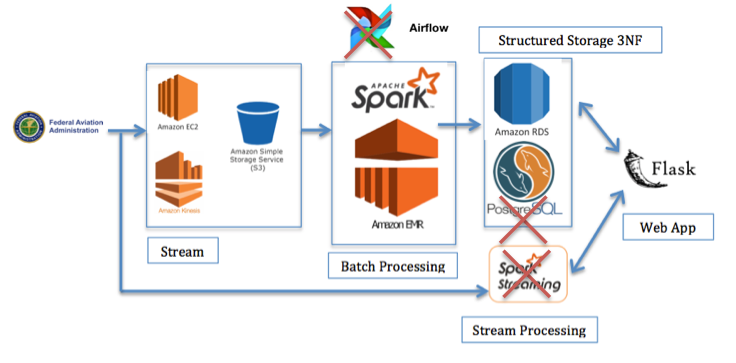 Airflow
Structured Storage 3NF
Federal Aviation
Administration
Amazon EC2
Amazon Simple
Storage Service
(S3)
Amazon Kinesis
APACHE
Spark
Amazon EMR
Amazon RDS
PostgreSQL
Flask
Web App
Stream
Batch Processing
Spark
Streaming
Stream Processing